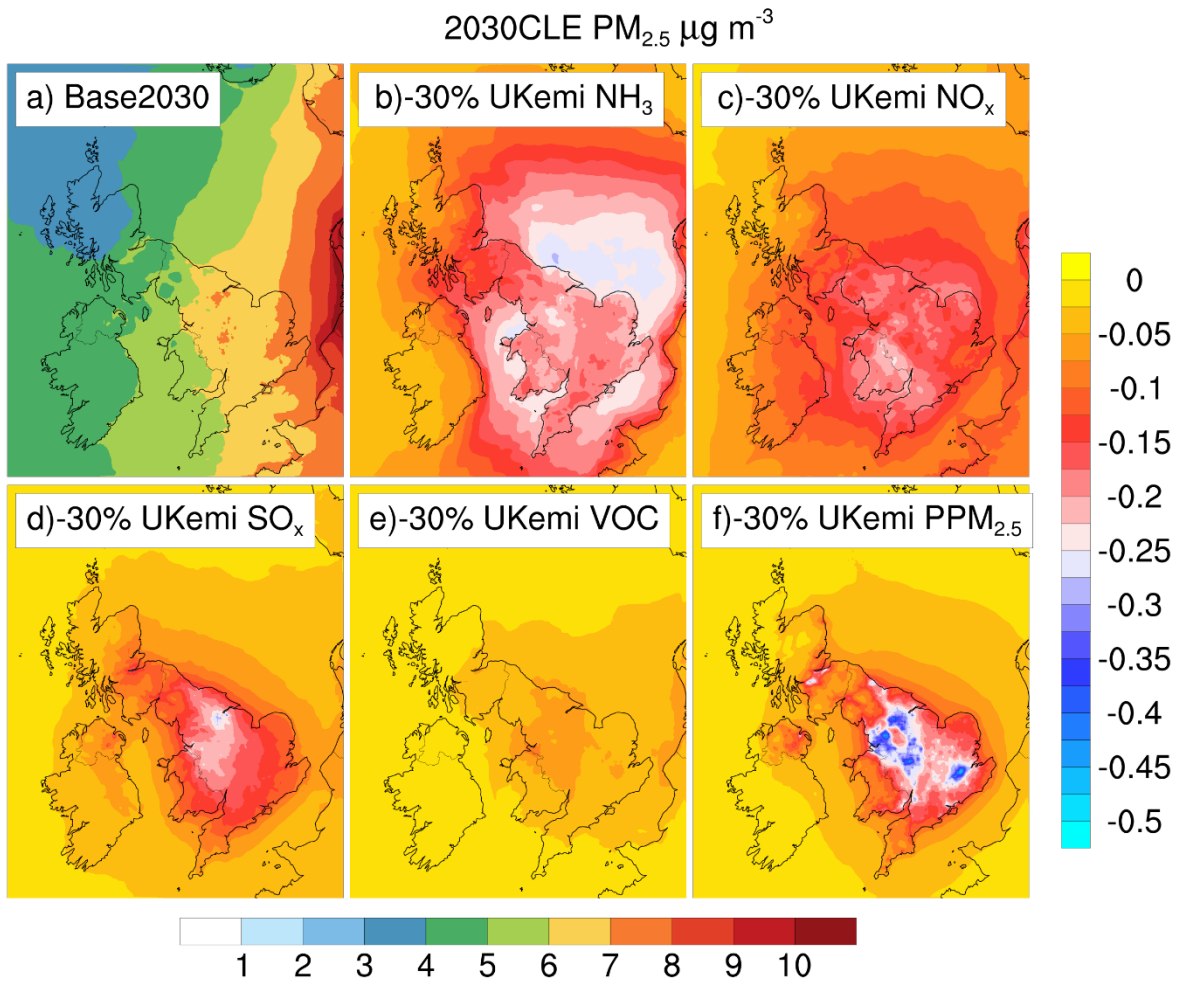 2030CLE PM2.5 μg m-3
a) Base2030
b)-30% UKemi NH3
c)-30% UKemi NOx
d)-30% UKemi SOx
e)-30% UKemi VOC
f)-30% UKemi PPM2.5
0
-0.05
-0.1
-0.15
-0.2
-0.25
-0.3
-0.35
-0.4
-0.45
-0.5
1 2 3 4 5 6 7 8 9 10